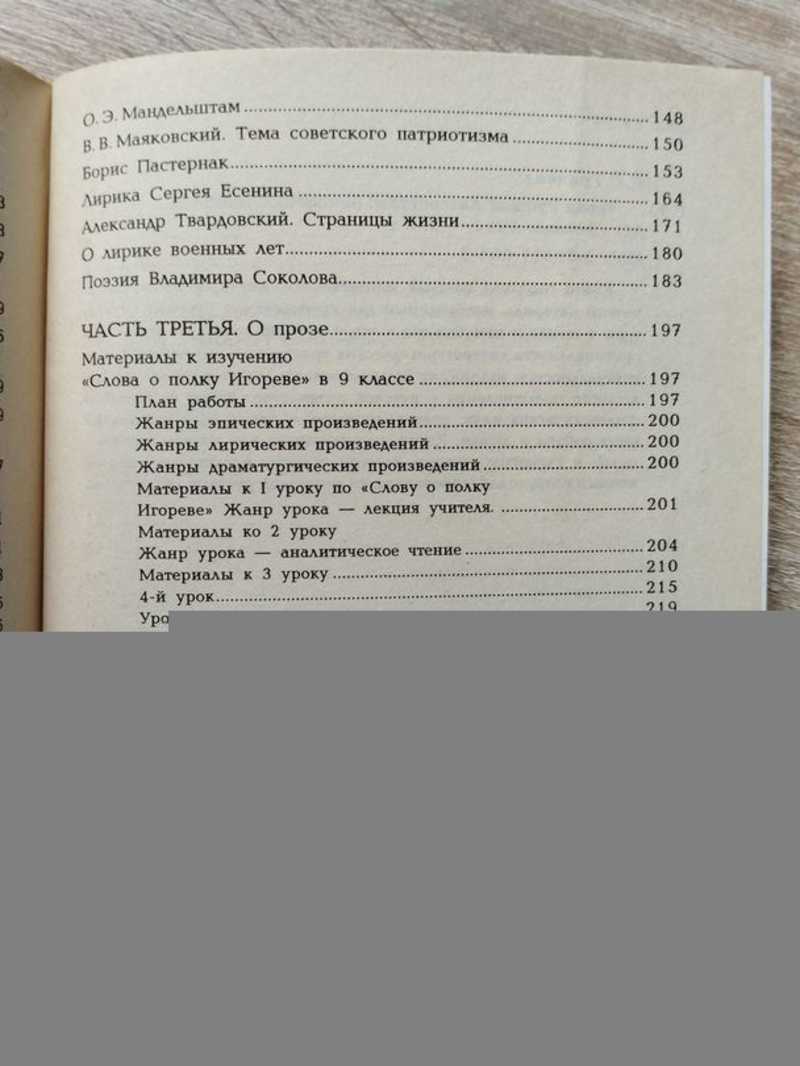 О. Э. Мандельштам ........ 148
В. В. Маяковский. Тема советского патриотизма ........ 150
Борис Пастернак ........ 153
Лирика Сергея Есенина ........ 164
Александр Твардовский. Страницы жизни ........ 171
О лирике военных лет ........ 180
Поэзия Владимира Соколова ........ 183
ЧАСТЬ ТРЕТЬЯ. О прозе ........ 197
Материалы к изучению
«Слова о полку Игореве» в 9 классе ........ 197
План работы ........ 197
Жанры эпических произведений ........ 200
Жанры лирических произведений ........ 200
Жанры драматургических произведений ........ 200
Материалы к I уроку по «Слову о полку
Игореве» Жанр урока — лекция учителя. ........ 201
Материалы ко 2 уроку
Жанр урока — аналитическое чтение ........ 204
Материалы к 3 уроку ........ 210
4-й урок ........ 215
219